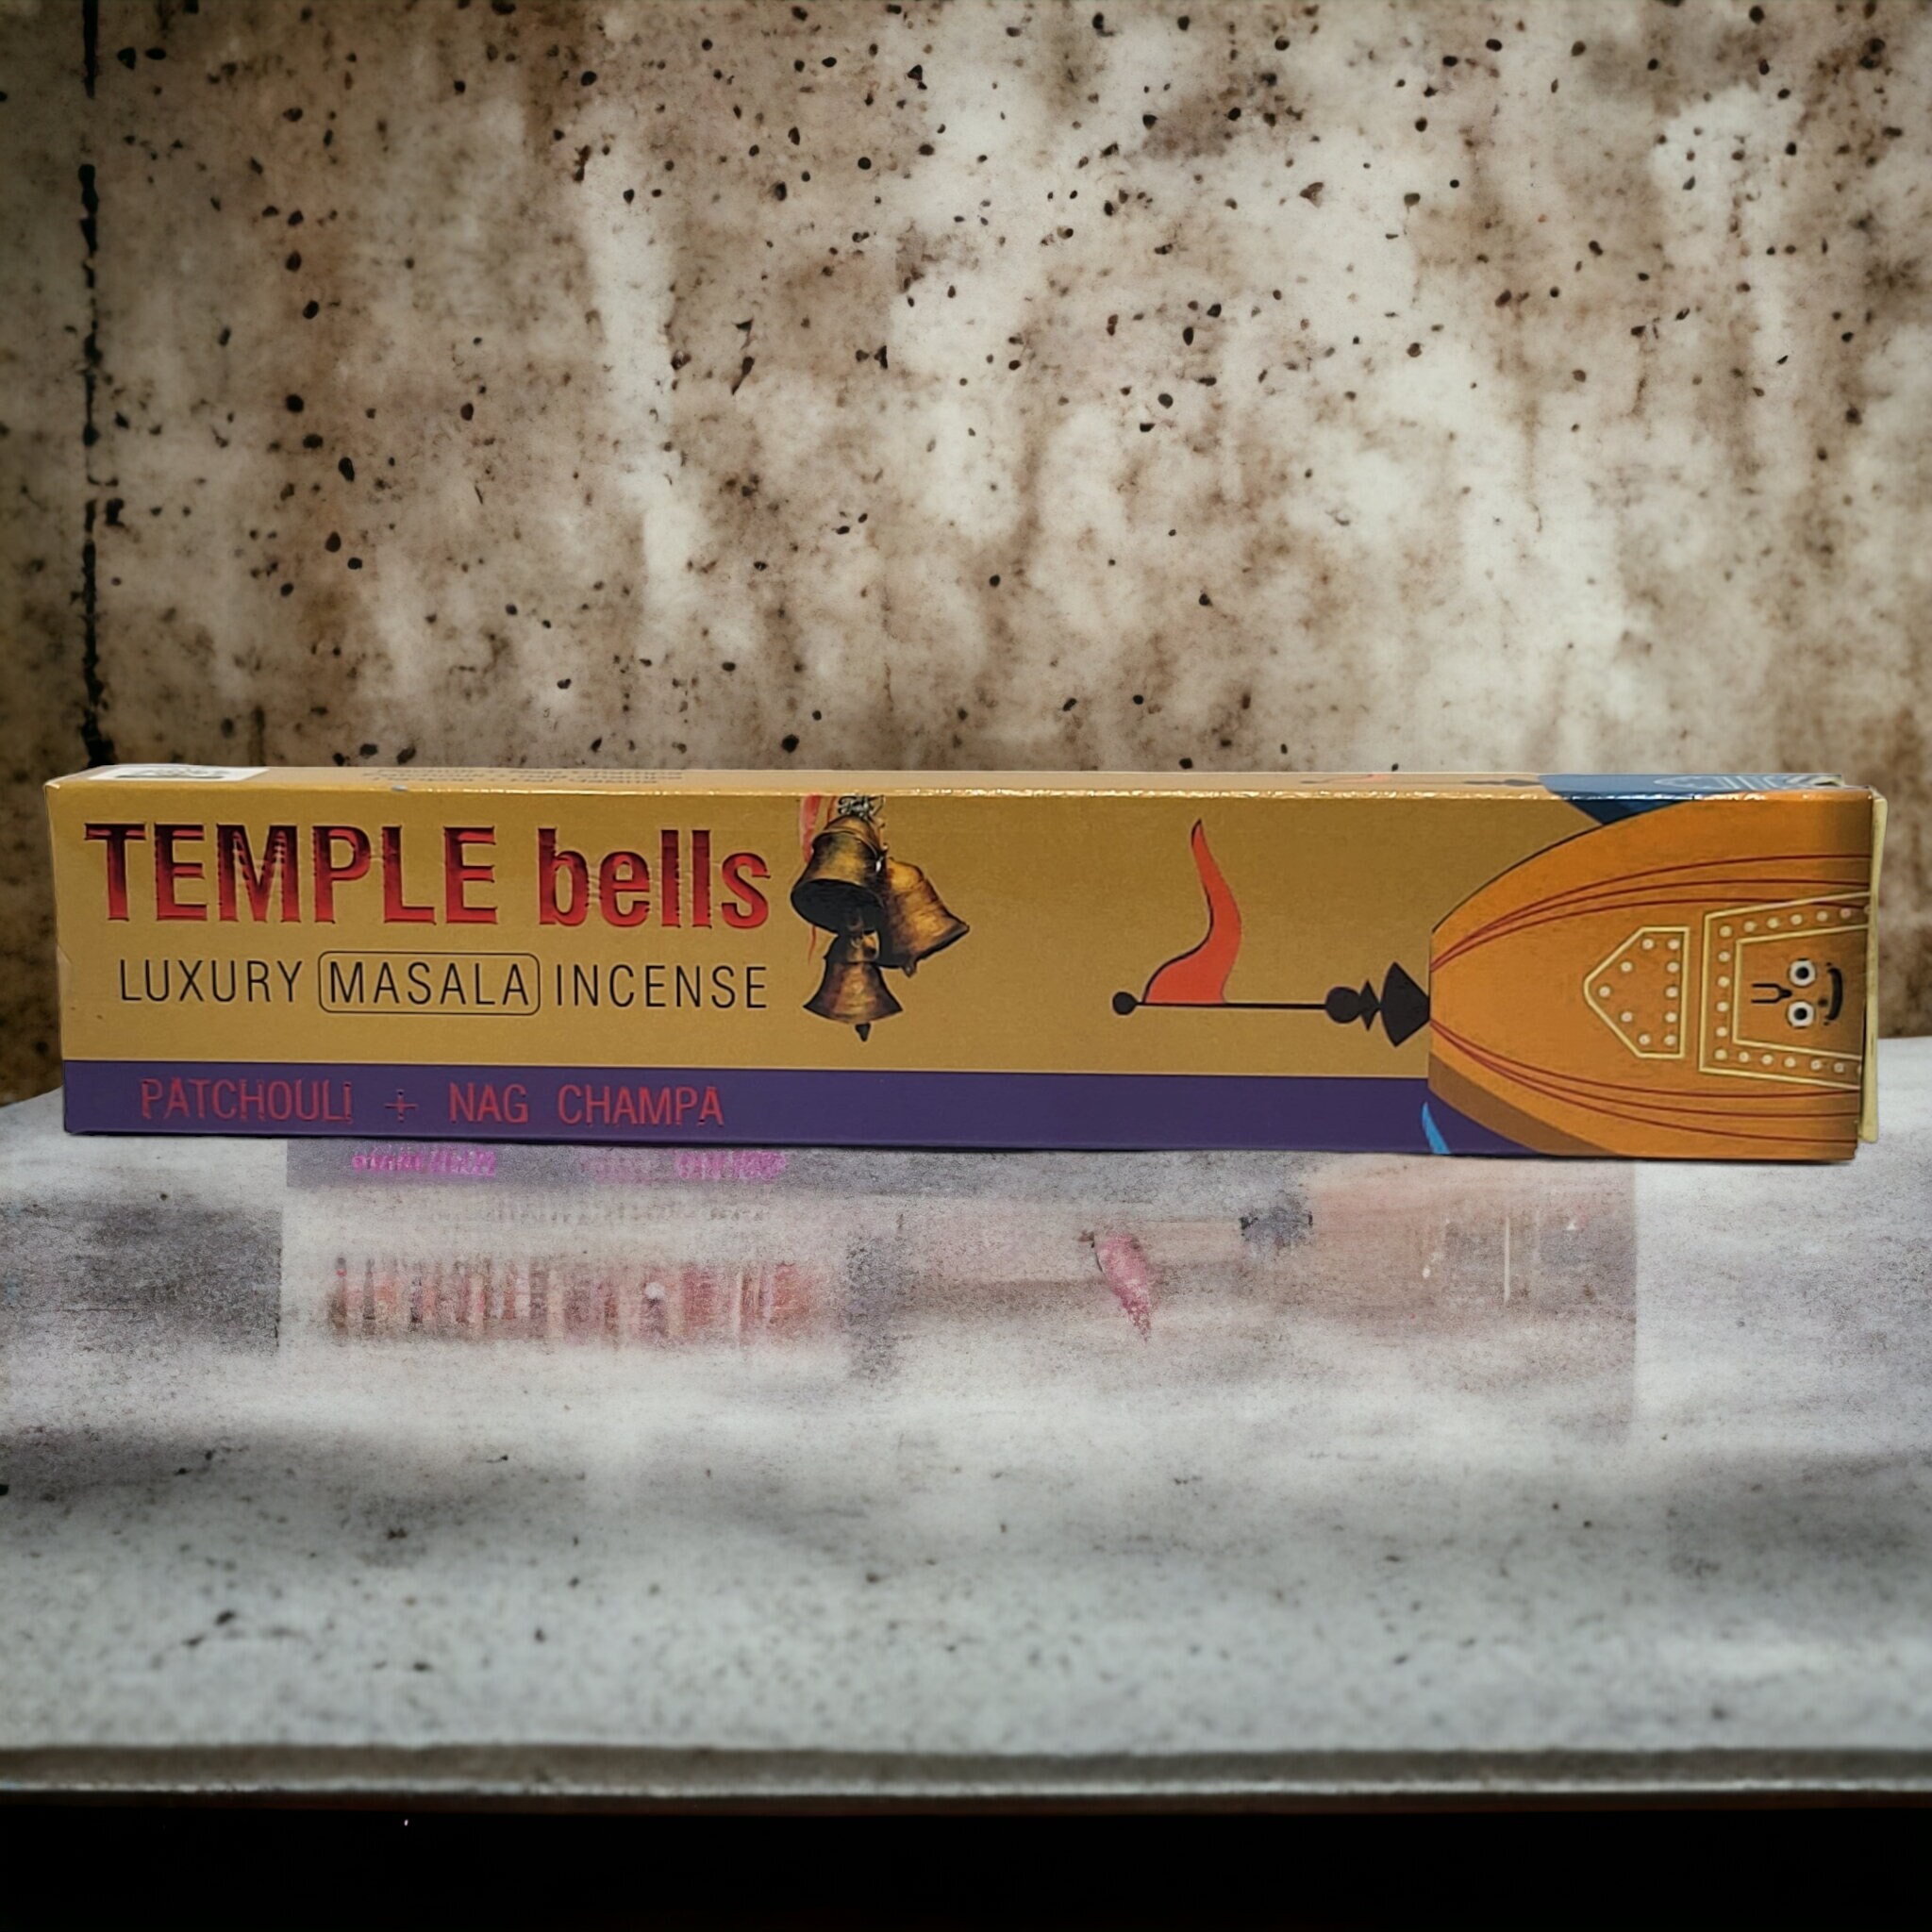 TEMPLE bells
LUXURY MASALA INCENSE
PATCHOULI + NAG CHAMPA